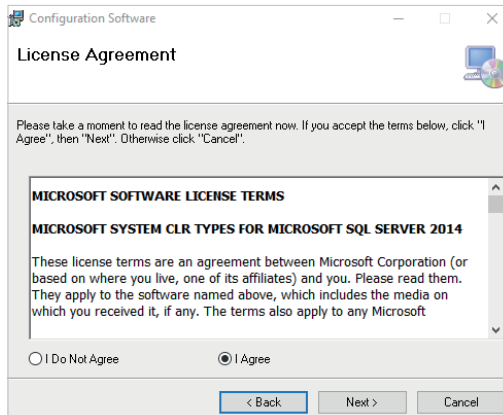 Configuration Software
License Agreement
Please take a moment to read the license agreement now. If you accept the terms below, click "I
Agree", then "Next". Otherwise click "Cancel".
MICROSOFT SOFTWARE LICENSE TERMS
MICROSOFT SYSTEM CLR TYPES FOR MICROSOFT SQL SERVER 2014
These license terms are an agreement between Microsoft Corporation (or
based on where you live, one of its affiliates) and you. Please read them.
They apply to the software named above, which includes the media on
which you received it, if any. The terms also apply to any Microsoft
I Do Not Agree I Agree
< Back Next > Cancel